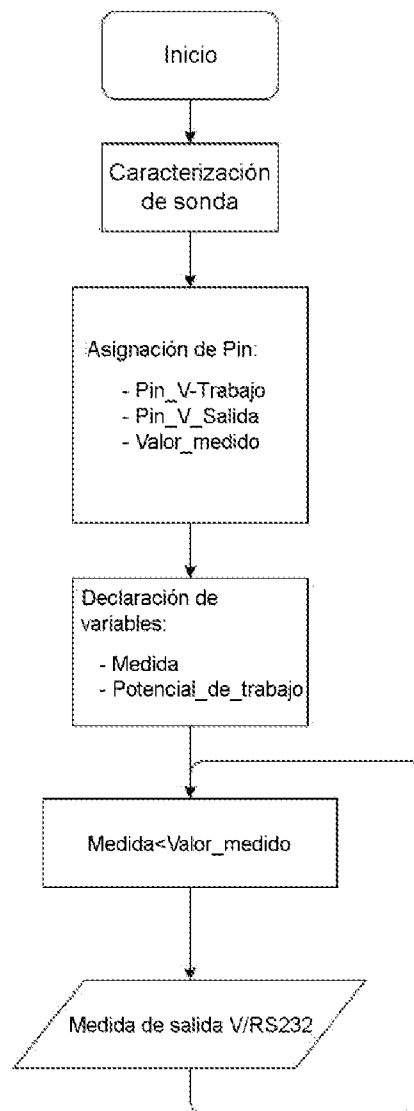 Inicio
Caracterización
de sonda
Asignación de Pin:
- Pin_V-Trabajo
- Pin_V_Salida
- Valor_medido
Declaración de
variables:
- Medida
- Potencial_de_trabajo
Medida<Valor_medido
Medida de salida V/RS232